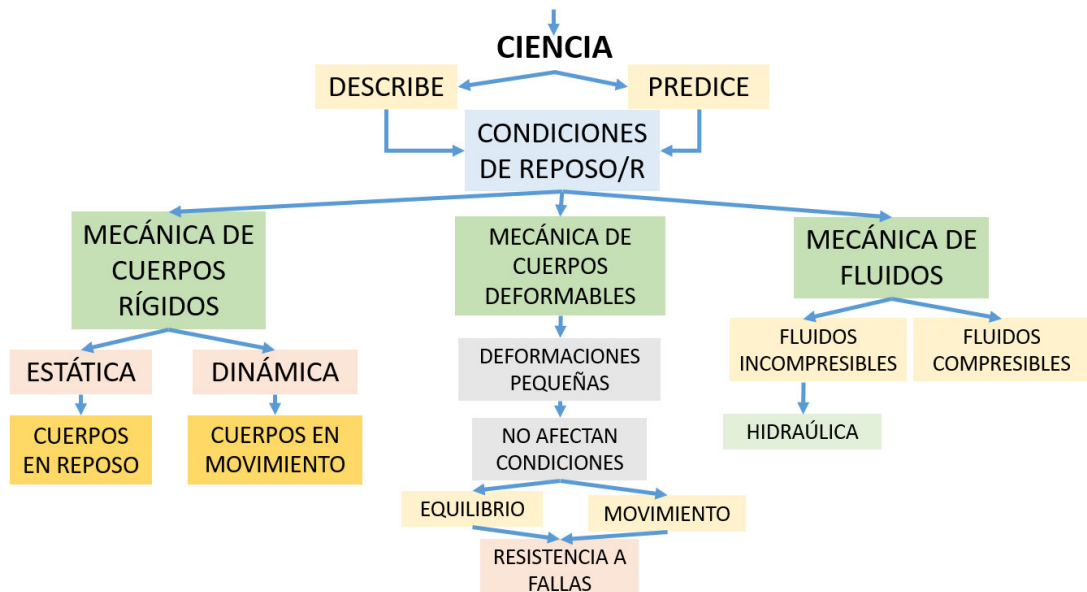 CIENCIA
DESCRIBE
PREDICE
CONDICIONES
DE REPOSO/R
MECÁNICA DE
CUERPOS
RÍGIDOS
MECÁNICA DE
CUERPOS
DEFORMABLES
MECÁNICA DE
FLUIDOS
ESTÁTICA
DINÁMICA
CUERPOS
EN REPOSO
CUERPOS EN
MOVIMIENTO
DEFORMACIONES
PEQUEÑAS
NO AFECTAN
CONDICIONES
EQUILIBRIO
MOVIMIENTO
RESISTENCIA A
FALLAS
FLUIDOS
INCOMPRESIBLES
FLUIDOS
COMPRESIBLES
HIDRAÚLICA